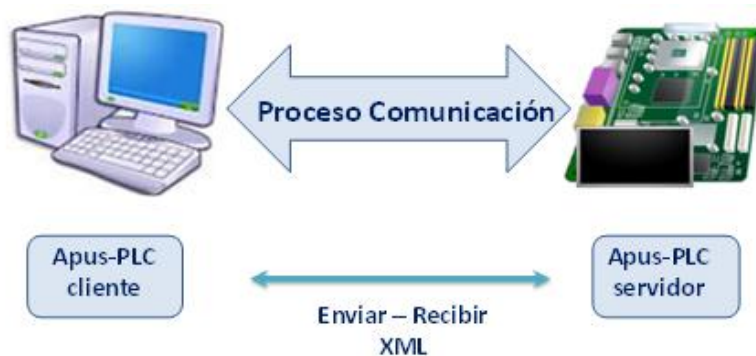 Proceso Comunicación
Apus-PLC
cliente
Apus-PLC
servidor
Enviar – Recibir
XML